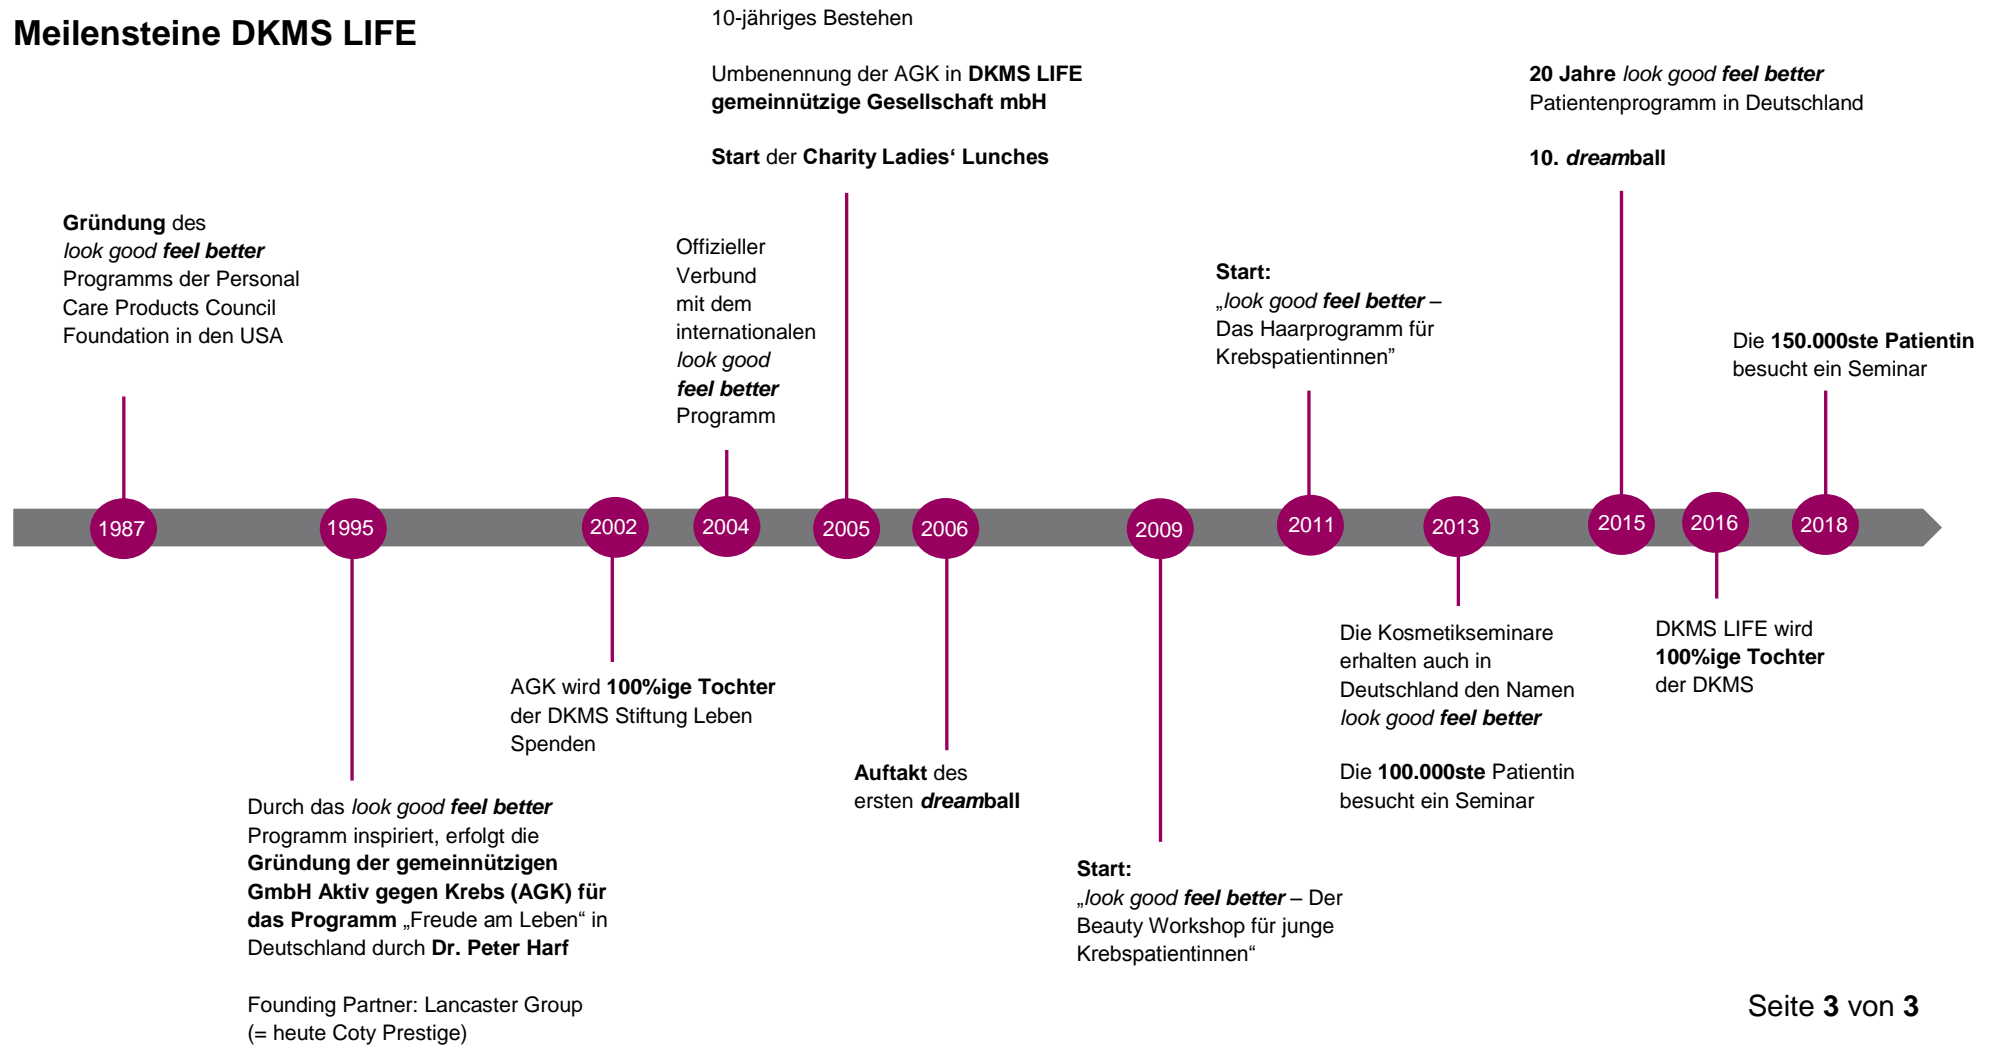 Meilensteine DKMS LIFE
10-jähriges Bestehen
Umbenennung der AGK in DKMS LIFE
gemeinnützige Gesellschaft mbH
Start der Charity Ladies‘ Lunches
20 Jahre look good feel better
Patientenprogramm in Deutschland
10. dreamball
Gründung des
look good feel better
Programms der Personal
Care Products Council
Foundation in den USA
Offizieller
Verbund
mit dem
internationalen
look good
feel better
Programm
Start:
„look good feel better –
Das Haarprogramm für
Krebspatientinnen”
Die 150.000ste Patientin
besucht ein Seminar
1987
1995
2002
2004
2005
2006
2009
2011
2013
2015
2016
2018
Durch das look good feel better
Programm inspiriert, erfolgt die
Gründung der gemeinnützigen
GmbH Aktiv gegen Krebs (AGK) für
das Programm „Freude am Leben“ in
Deutschland durch Dr. Peter Harf
Founding Partner: Lancaster Group
(= heute Coty Prestige)
AGK wird 100%ige Tochter
der DKMS Stiftung Leben
Spenden
Auftakt des
ersten dreamball
Start:
„look good feel better – Der
Beauty Workshop für junge
Krebspatientinnen“
Die Kosmetikseminare
erhalten auch in
Deutschland den Namen
look good feel better
Die 100.000ste Patientin
besucht ein Seminar
DKMS LIFE wird
100%ige Tochter
der DKMS
Seite 3 von 3